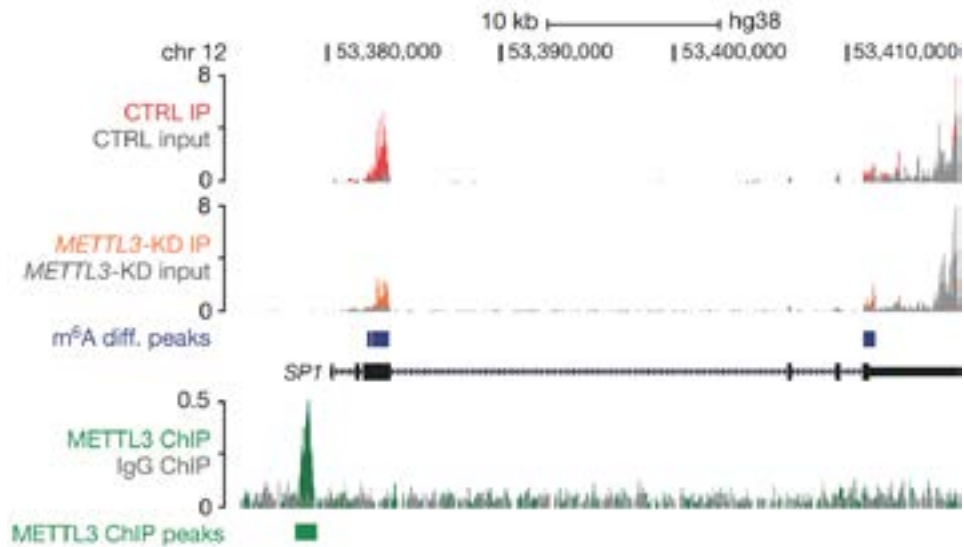 10 kb hg38
chr 12 53,380,000 53,390,000 53,400,000 53,410,000
8
CTRL IP
CTRL input
0
8
METTL3-KD IP
METTL3-KD input
0
m⁶A diff. peaks
SP1
0.5
METTL3 ChIP
IgG ChIP
0
METTL3 ChIP peaks